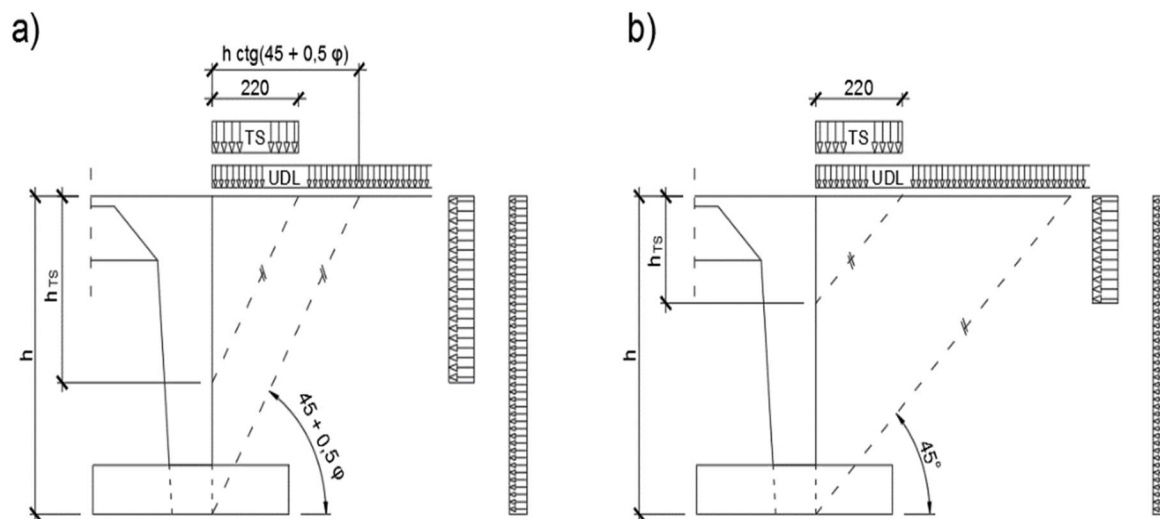 a)
h ctg(45 + 0,5 φ)
220
TS
UDL
hTS
h
45 + 0,5 φ
b)
220
TS
UDL
hTS
h
45°